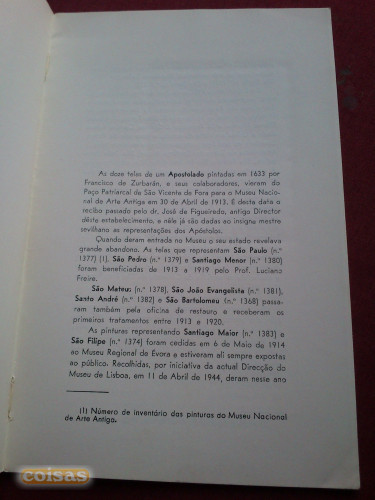 As doze telas de um Apostolado pintadas em 1633 por
Francisco de Zurbarán, e seus colaboradores, vieram do
Paço Patriarcal de São Vicente de Fora para o Museu Nacio-
nal de Arte Antiga em 30 de Abril de 1913. É desta data o
recibo passado pelo dr. José de Figueiredo, antigo Director
dêste estabelecimento, e nêle já são dadas ao insigne mestre
sevilhano as representações dos Apóstolos.
Quando deram entrada no Museu o seu estado revelava
grande abandono. As telas que representam São Paulo (n.º
1377) (1), São Pedro (n.º 1379) e Santiago Menor (n.º 1380)
foram beneficiadas de 1913 a 1919 pelo Prof. Luciano
Freire.
São Mateus (n.º 1378), São João Evangelista (n.º 1381),
Santo André (n.º 1382) e São Bartolomeu (n.º 1368) passa-
ram também pela oficina de restauro e receberam os
primeiros tratamentos entre 1913 e 1920.
As pinturas representando Santiago Maior (n.º 1383) e
São Filipe (n.º 1374) foram cedidas em 6 de Maio de 1914
ao Museu Regional de Évora e estiveram ali sempre expostas
ao público. Recolhidas, por iniciativa da actual Direcção do
Museu de Lisboa, em 11 de Abril de 1944, deram nesse ano
(1) Número de inventário das pinturas do Museu Nacional
de Arte Antiga.
coisas